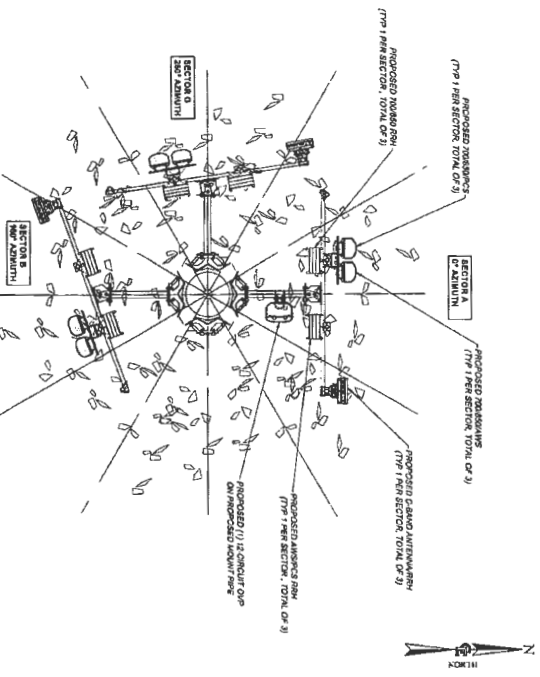 SECTOR G
280° AZIMUTH
PROPOSED 700/850 RRH
(TYP 1 PER SECTOR, TOTAL OF 3)
PROPOSED 700/850/PCS
(TYP 1 PER SECTOR, TOTAL OF 3)
SECTOR B
160° AZIMUTH
SECTOR A
0° AZIMUTH
PROPOSED 700/850/AWS
(TYP 1 PER SECTOR, TOTAL OF 3)
PROPOSED C-BAND ANTENNA/RRH
(TYP 1 PER SECTOR, TOTAL OF 3)
PROPOSED AWS/PCS RRH
(TYP 1 PER SECTOR, TOTAL OF 3)
PROPOSED (1) 12-CIRCUIT OVP
ON PROPOSED MOUNT PIPE
N